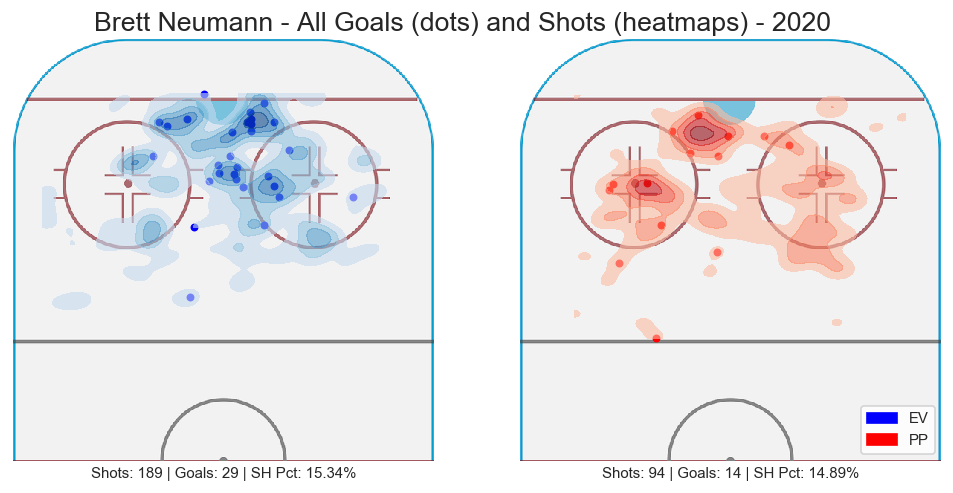 Brett Neumann - All Goals (dots) and Shots (heatmaps) - 2020
EV
PP
Shots: 189 | Goals: 29 | SH Pct: 15.34%
Shots: 94 | Goals: 14 | SH Pct: 14.89%